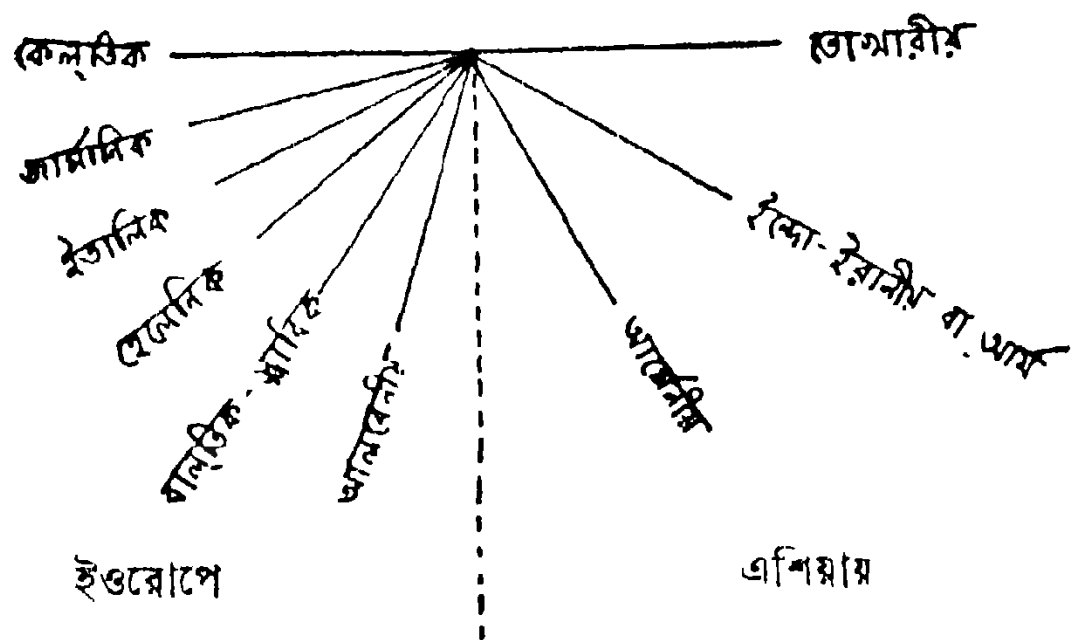 কেল্‌তিক
তোখারীয়
জার্মানিক
ইতালিক
হেলেনিক
বাল্‌তিক-স্লাবিক
আলবেনীয়
আর্মেনীয়
ইন্দো-ইরানীয় বা আর্য
ইওরোপে
এশিয়ায়